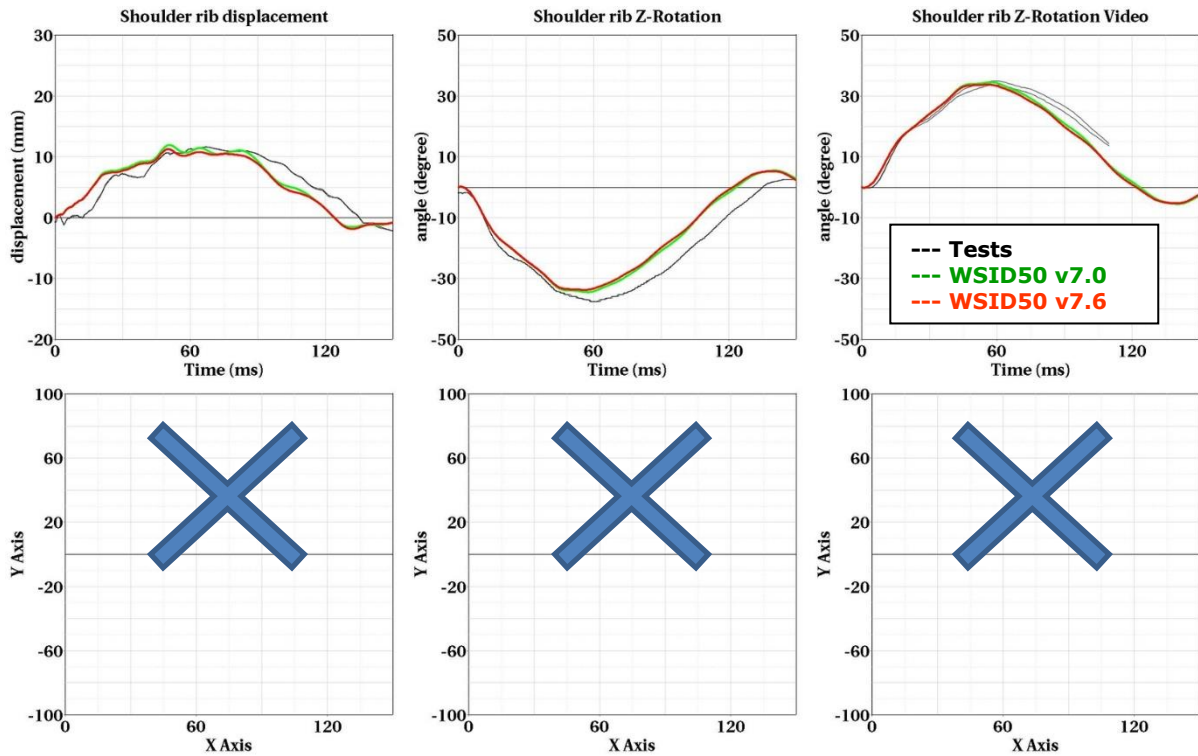 Shoulder rib displacement
30
20
10
0
-10
-20
displacement (mm)
0 60 120
Time (ms)
Shoulder rib Z-Rotation
50
30
10
-10
-30
-50
angle (degree)
0 60 120
Time (ms)
Shoulder rib Z-Rotation Video
50
30
10
-10
-30
-50
angle (degree)
0 60 120
Time (ms)
--- Tests
--- WSID50 v7.0
--- WSID50 v7.6
100
60
20
-20
-60
-100
Y Axis
0 60 120
X Axis
100
60
20
-20
-60
-100
Y Axis
0 60 120
X Axis
100
60
20
-20
-60
-100
Y Axis
0 60 120
X Axis